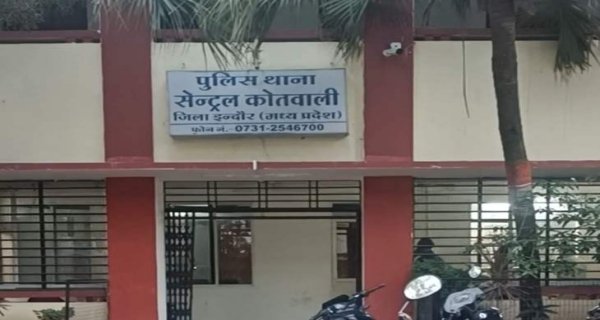 पुलिस थाना
सेन्ट्रल कोतवाली
जिला इन्दौर (मध्य प्रदेश)
फ़ोन नं.- 0731-2546700